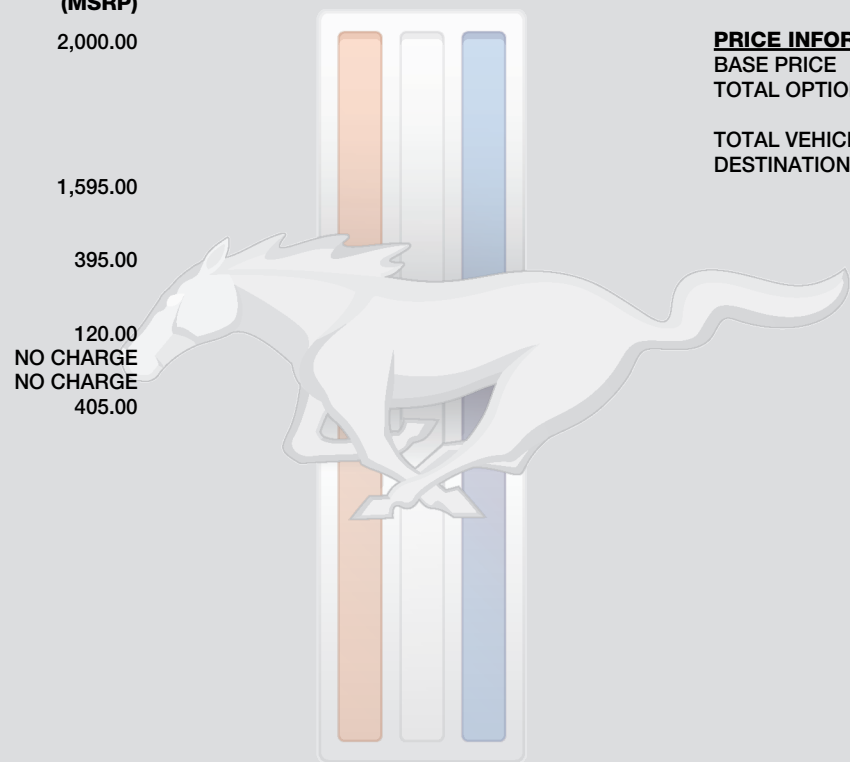 (MSRP)
2,000.00
1,595.00
395.00
120.00
NO CHARGE
NO CHARGE
405.00
PRICE INFOR
BASE PRICE
TOTAL OPTIO
TOTAL VEHICL
DESTINATION